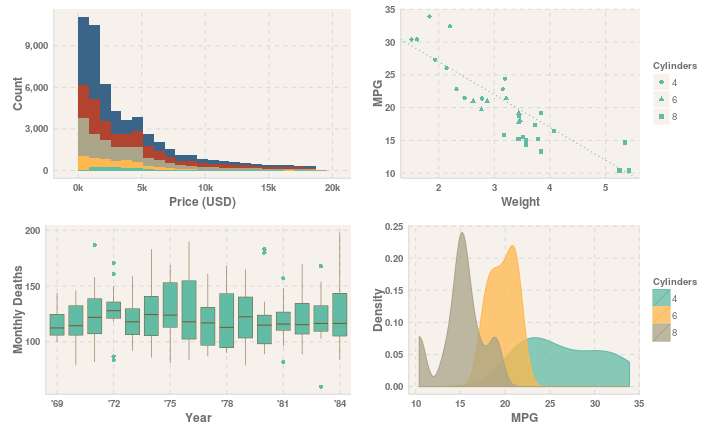 9,000
6,000
3,000
0
Count
0k 5k 10k 15k 20k
Price (USD)
35
30
25
20
15
10
MPG
2 3 4 5
Weight
Cylinders
4
6
8
200
150
100
Monthly Deaths
'69 '72 '75 '78 '81 '84
Year
0.25
0.20
0.15
0.10
0.05
0.00
Density
10 15 20 25 30 35
MPG
Cylinders
4
6
8